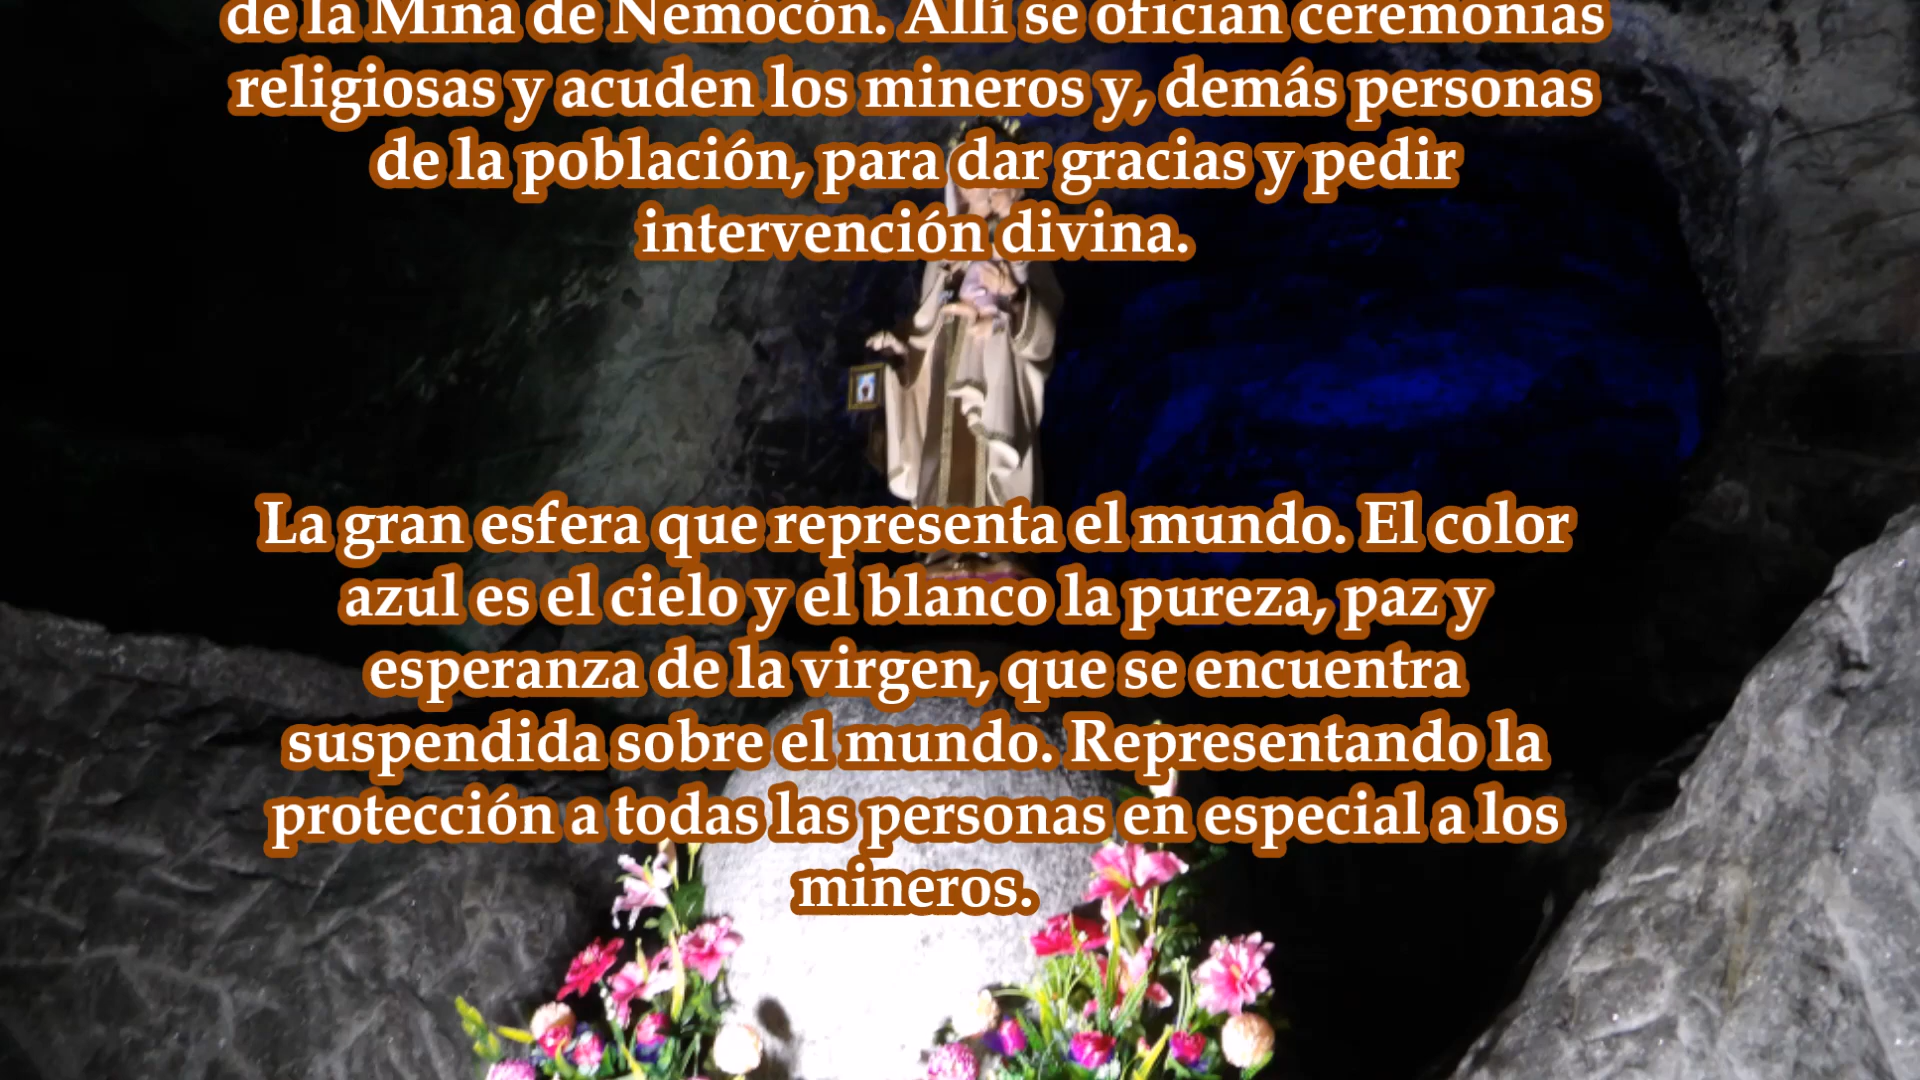 de la Mina de Nemocón. Allí se ofician ceremonias
religiosas y acuden los mineros y, demás personas
de la población, para dar gracias y pedir
intervención divina.
La gran esfera que representa el mundo. El color
azul es el cielo y el blanco la pureza, paz y
esperanza de la virgen, que se encuentra
suspendida sobre el mundo. Representando la
protección a todas las personas en especial a los
mineros.